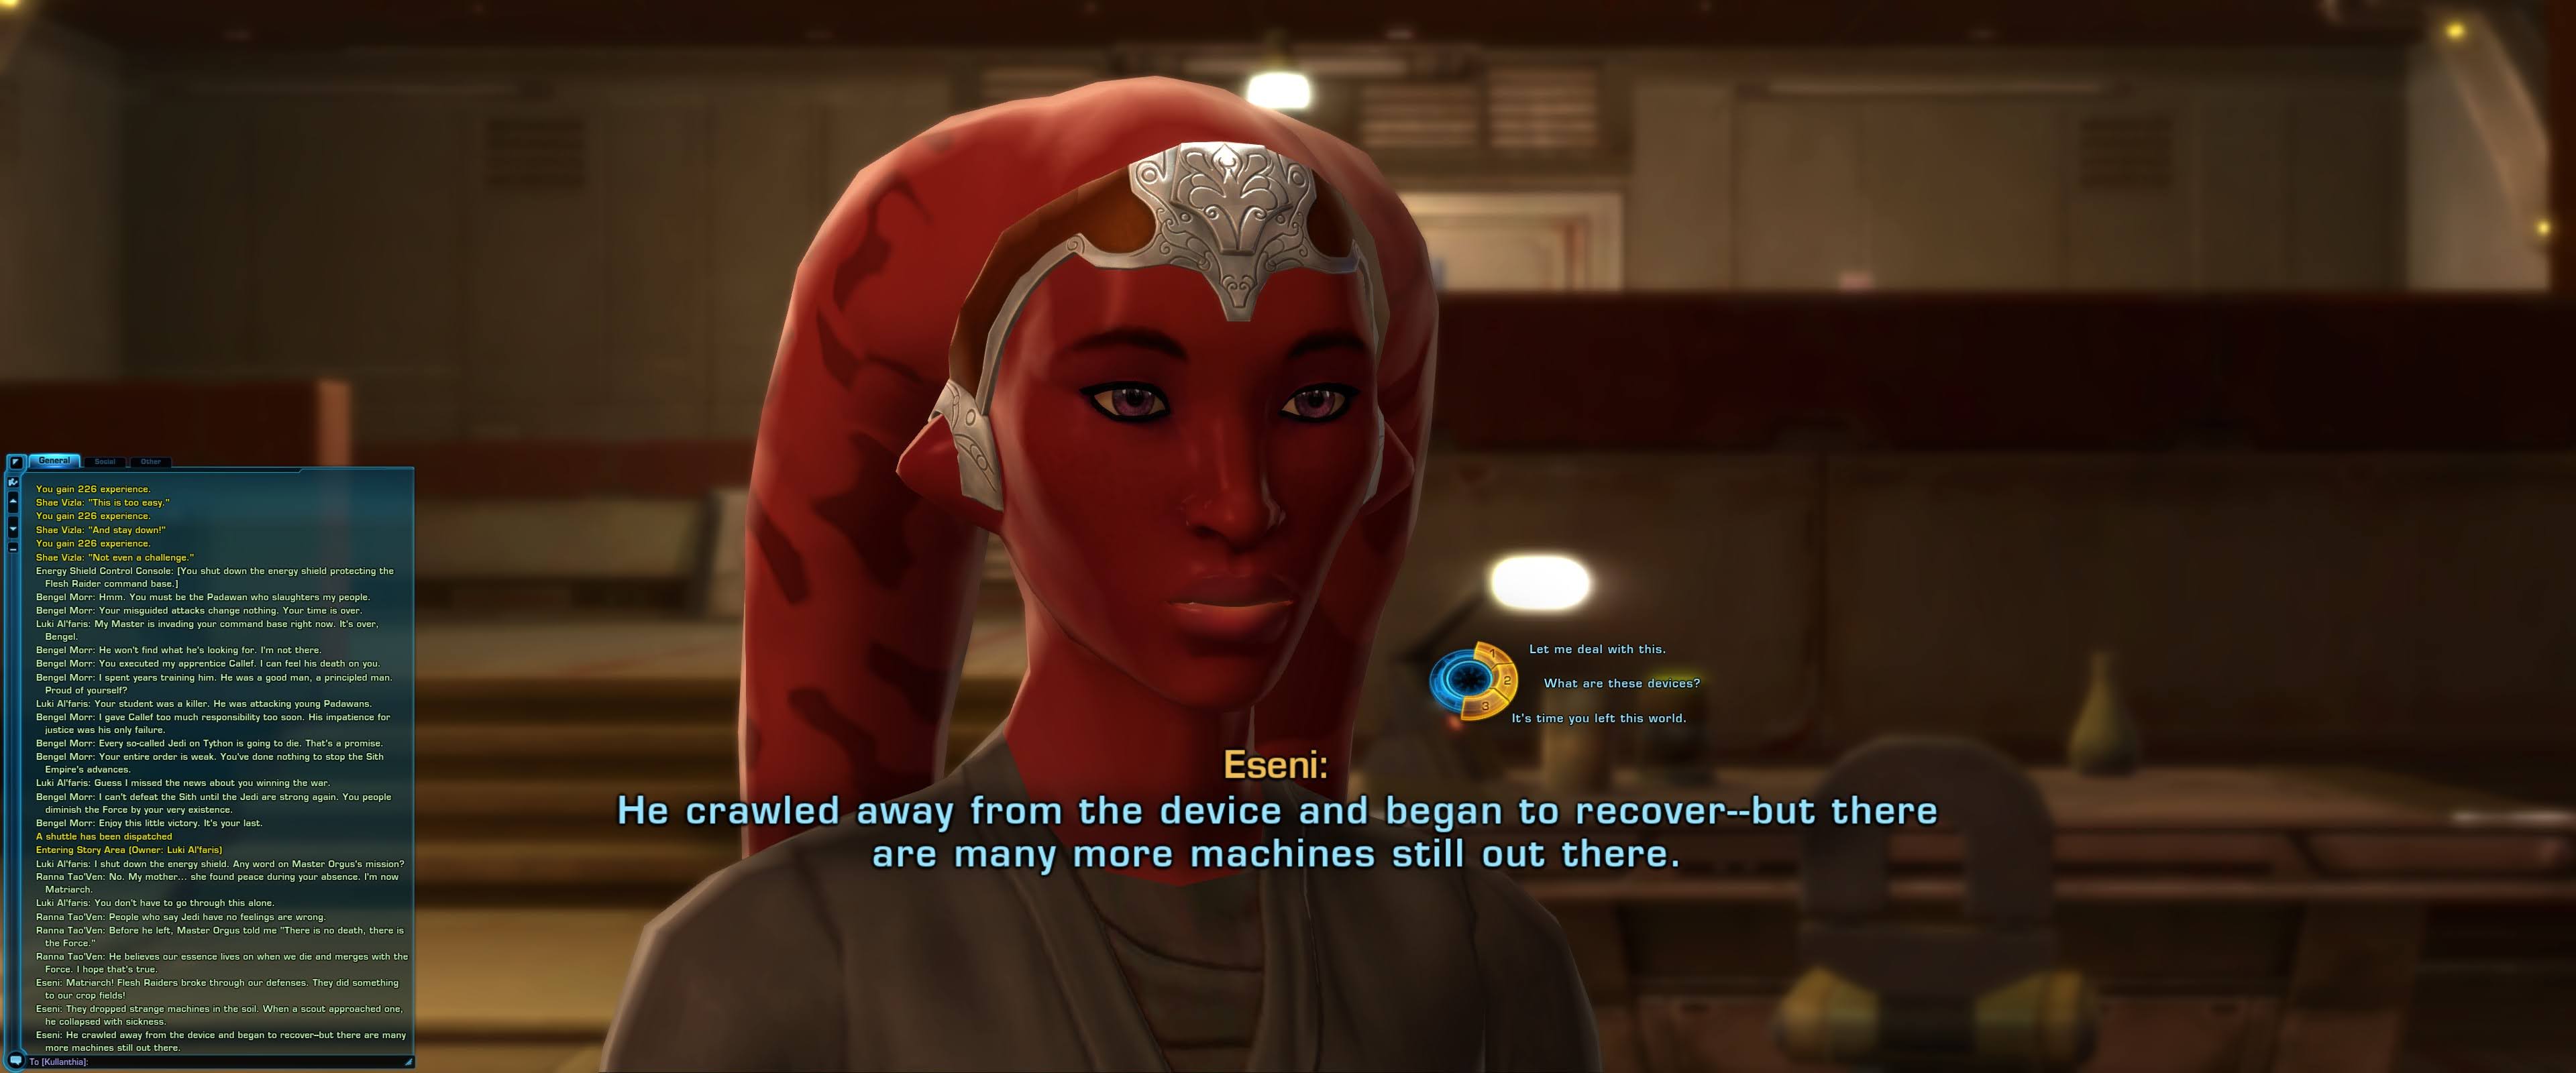 General Social Other
You gain 226 experience.
Shae Vizla: "This is too easy."
You gain 226 experience.
Shae Vizla: "And stay down!"
You gain 226 experience.
Shae Vizla: "Not even a challenge."
Energy Shield Control Console: [You shut down the energy shield protecting the
Flesh Raider command base.]
Bengel Morr: Hmm. You must be the Padawan who slaughters my people.
Bengel Morr: Your misguided attacks change nothing. Your time is over.
Luki Al'faris: My Master is invading your command base right now. It's over,
Bengel.
Bengel Morr: He won't find what he's looking for. I'm not there.
Bengel Morr: You executed my apprentice Callef. I can feel his death on you.
Bengel Morr: I spent years training him. He was a good man, a principled man.
Proud of yourself?
Luki Al'faris: Your student was a killer. He was attacking young Padawans.
Bengel Morr: I gave Callef too much responsibility too soon. His impatience for
justice was his only failure.
Bengel Morr: Every so-called Jedi on Tython is going to die. That's a promise.
Bengel Morr: Your entire order is weak. You've done nothing to stop the Sith
Empire's advances.
Luki Al'faris: Guess I missed the news about you winning the war.
Bengel Morr: I can't defeat the Sith until the Jedi are strong again. You people
diminish the Force by your very existence.
Bengel Morr: Enjoy this little victory. It's your last.
A shuttle has been dispatched
Entering Story Area (Owner: Luki Al'faris)
Luki Al'faris: I shut down the energy shield. Any word on Master Orgus's mission?
Ranna Tao'Ven: No. My mother... she found peace during your absence. I'm now
Matriarch.
Luki Al'faris: You don't have to go through this alone.
Ranna Tao'Ven: People who say Jedi have no feelings are wrong.
Ranna Tao'Ven: Before he left, Master Orgus told me "There is no death, there is
the Force."
Ranna Tao'Ven: He believes our essence lives on when we die and merges with the
Force. I hope that's true.
Eseni: Matriarch! Flesh Raiders broke through our defenses. They did something
to our crop fields!
Eseni: They dropped strange machines in the soil. When a scout approached one,
he collapsed with sickness.
Eseni: He crawled away from the device and began to recover--but there are many
more machines still out there.
To [Kullanthia]:
1 Let me deal with this.
2 What are these devices?
3 It's time you left this world.
Eseni:
He crawled away from the device and began to recover--but there
are many more machines still out there.